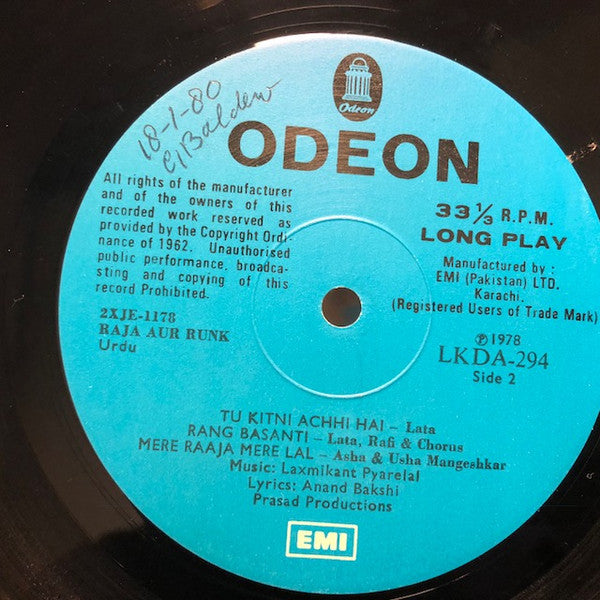 18-1-80
Odeon
ODEON
All rights of the manufacturer
and of the owners of this
recorded work reserved as
provided by the Copyright Ordi-
nance of 1962. Unauthorised
public performance, broadca-
sting and copying of this
record Prohibited.
33⅓ R.P.M.
LONG PLAY
Manufactured by :
EMI (Pakistan) LTD.
Karachi.
(Registered Users of Trade Mark)
2XJE-1178
RAJA AUR RUNK
Urdu
℗1978
LKDA-294
Side 2
TU KITNI ACHHI HAI – Lata
RANG BASANTI – Lata, Rafi & Chorus
MERE RAAJA MERE LAL – Asha & Usha Mangeshkar
Music: Laxmikant Pyarelal
Lyrics: Anand Bakshi
Prasad Productions
EMI